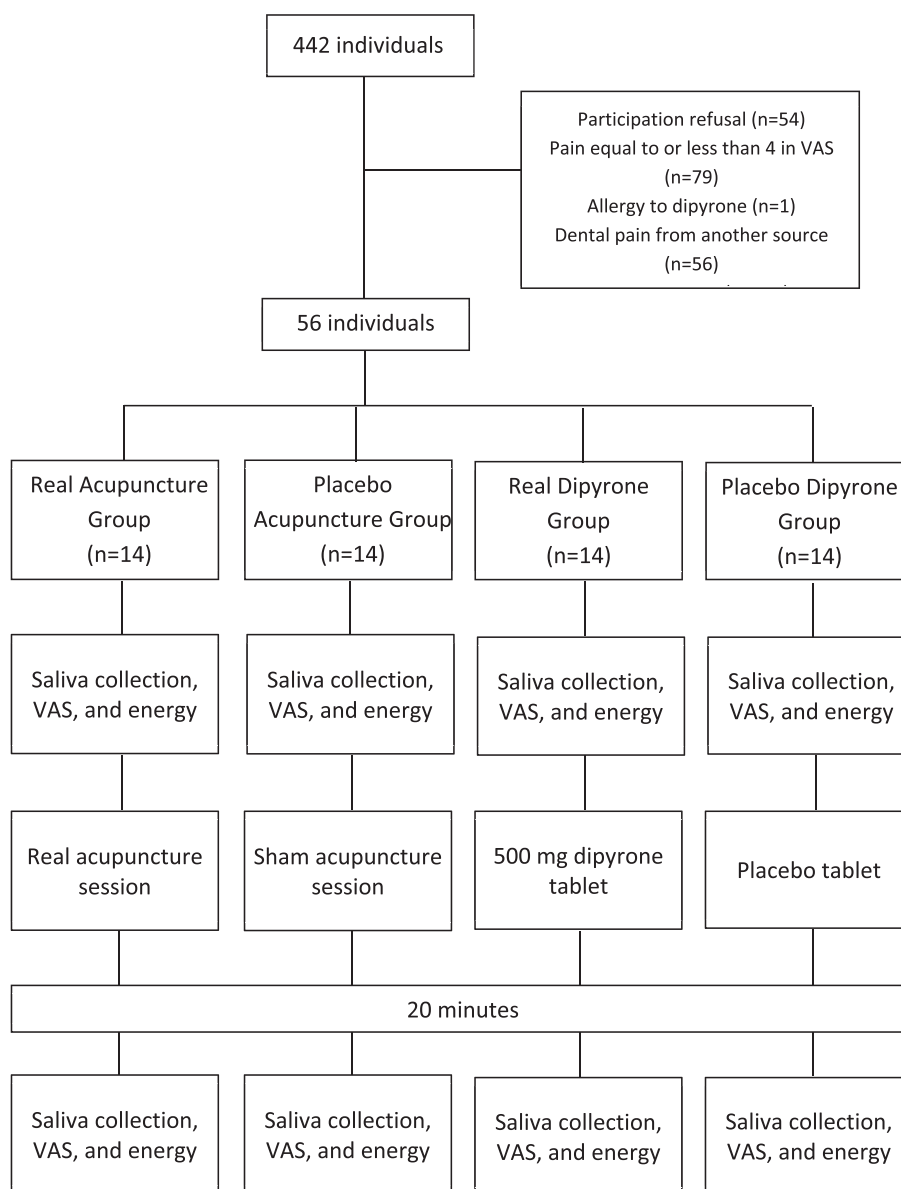 442 individuals
Participation refusal (n=54)
Pain equal to or less than 4 in VAS
(n=79)
Allergy to dipyrone (n=1)
Dental pain from another source
(n=56)
56 individuals
Real Acupuncture
Group
(n=14)
Placebo
Acupuncture Group
(n=14)
Real Dipyrone
Group
(n=14)
Placebo Dipyrone
Group
(n=14)
Saliva collection,
VAS, and energy
Saliva collection,
VAS, and energy
Saliva collection,
VAS, and energy
Saliva collection,
VAS, and energy
Real acupuncture
session
Sham acupuncture
session
500 mg dipyrone
tablet
Placebo tablet
20 minutes
Saliva collection,
VAS, and energy
Saliva collection,
VAS, and energy
Saliva collection,
VAS, and energy
Saliva collection,
VAS, and energy